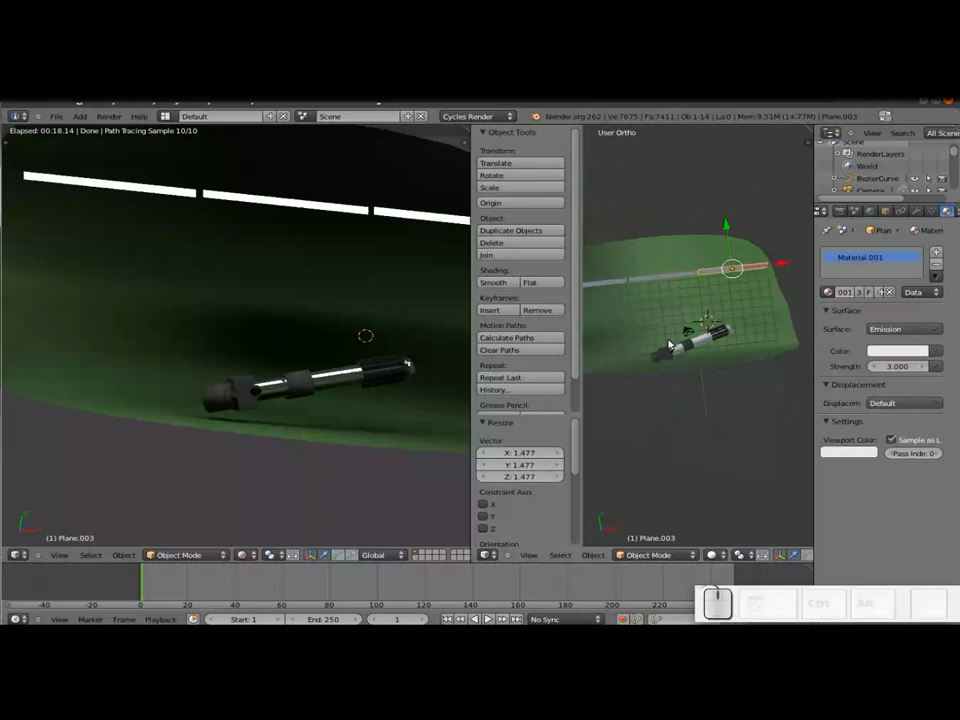 File Add Render Help Default Scene Cycles Render blender.org 262 | Ve:7675 | Fa:7411 | Ob:1-14 | La:0 | Mem:9.51M (14.77M) | Plane.003
Elapsed: 00:18.14 | Done | Path Tracing Sample 10/10
Object Tools
User Ortho
View Search All Scene
Scene
RenderLayers
World
BezierCurve
Camera
Transform:
Translate
Rotate
Scale
Origin
Object:
Duplicate Objects
Delete
Join
Shading:
Smooth Flat
Keyframes:
Insert Remove
Motion Paths:
Calculate Paths
Clear Paths
Repeat:
Repeat Last
History...
Grease Pencil:
Resize
Vector:
X: 1.477
Y: 1.477
Z: 1.477
Constraint Axis
X
Y
Z
Orientation
Plan Materi
Material.001
001 3 F Data
Surface
Surface: Emission
Color:
Strength: 3.000
Displacement
Displacem Default
Settings
Viewport Color: Sample as L
Pass Inde: 0
(1) Plane.003
(1) Plane.003
View Select Object Object Mode Global
View Select Object Object Mode
-40 -20 0 20 40 60 80 100 120 140 160 180 200 220
View Marker Frame Playback Start: 1 End: 250 1 No Sync
Ctrl Alt